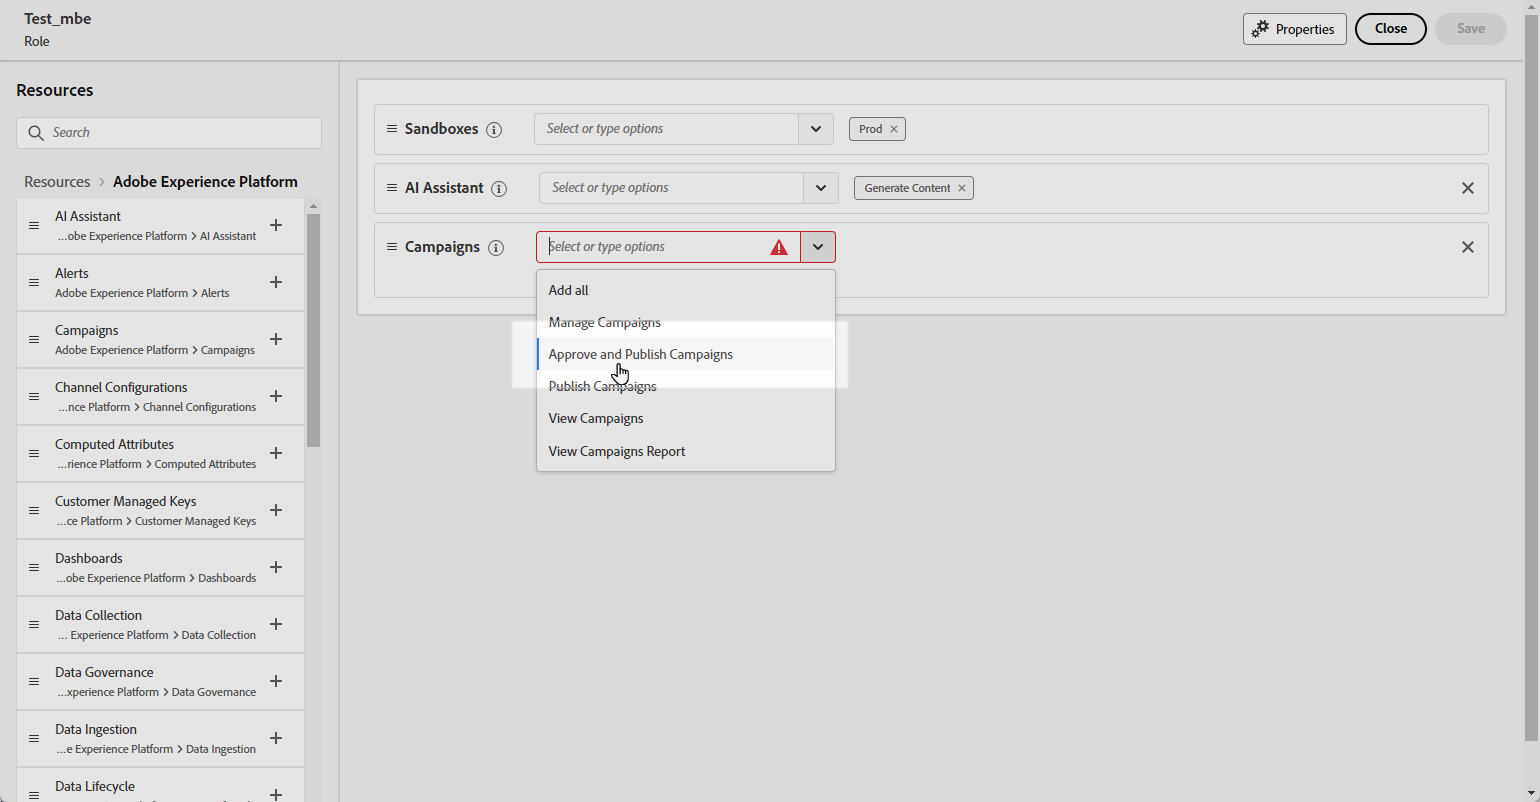 Test_mbe
Role
Properties
Close
Save
Resources
Search
Resources > Adobe Experience Platform
AI Assistant
...obe Experience Platform > AI Assistant
Alerts
Adobe Experience Platform > Alerts
Campaigns
Adobe Experience Platform > Campaigns
Channel Configurations
...nce Platform > Channel Configurations
Computed Attributes
...rience Platform > Computed Attributes
Customer Managed Keys
...ce Platform > Customer Managed Keys
Dashboards
...obe Experience Platform > Dashboards
Data Collection
... Experience Platform > Data Collection
Data Governance
...xperience Platform > Data Governance
Data Ingestion
...e Experience Platform > Data Ingestion
Data Lifecycle
Sandboxes
Select or type options
Prod
AI Assistant
Select or type options
Generate Content
Campaigns
Select or type options
Add all
Manage Campaigns
Approve and Publish Campaigns
Publish Campaigns
View Campaigns
View Campaigns Report